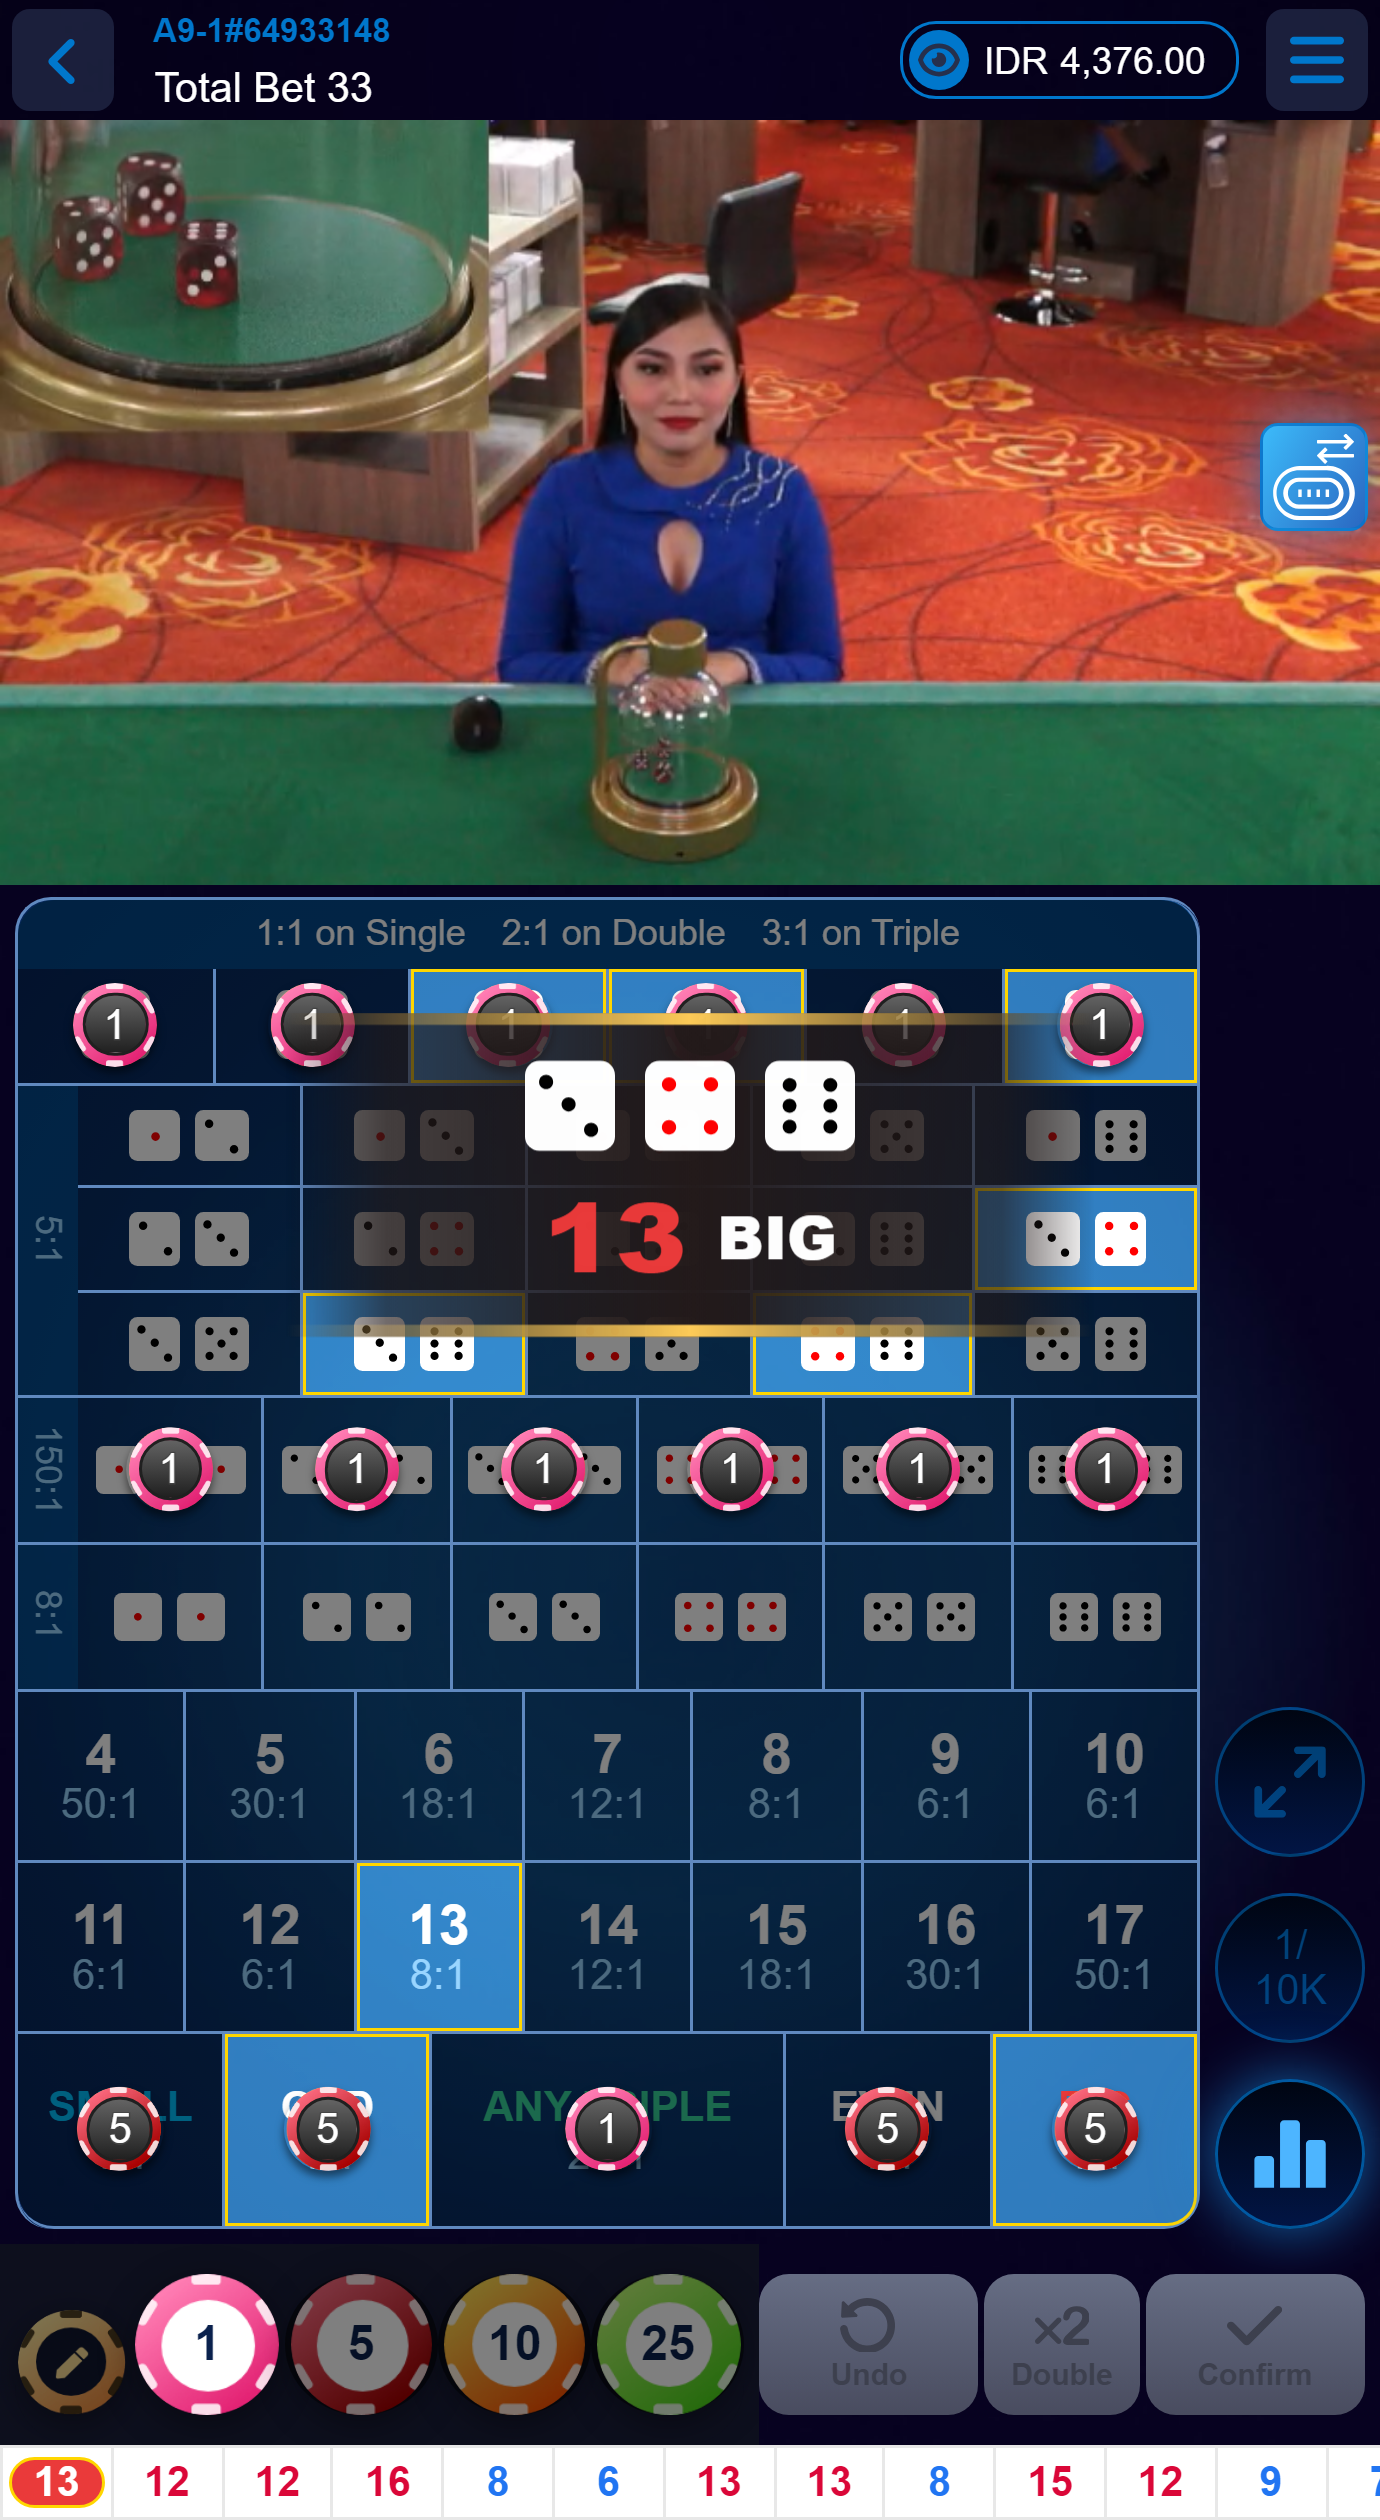 A9-1#64933148
Total Bet 33
IDR 4,376.00
1:1 on Single 2:1 on Double 3:1 on Triple
1 1 1 1 1 1
13 BIG
5:1
150:1
1 1 1 1 1 1
8:1
4 5 6 7 8 9 10
50:1 30:1 18:1 12:1 8:1 6:1 6:1
11 12 13 14 15 16 17
6:1 6:1 8:1 12:1 18:1 30:1 50:1
1/
10K
5 5 1 5 5
1 5 10 25
x2
Undo Double Confirm
13 12 12 16 8 6 13 13 8 15 12 9